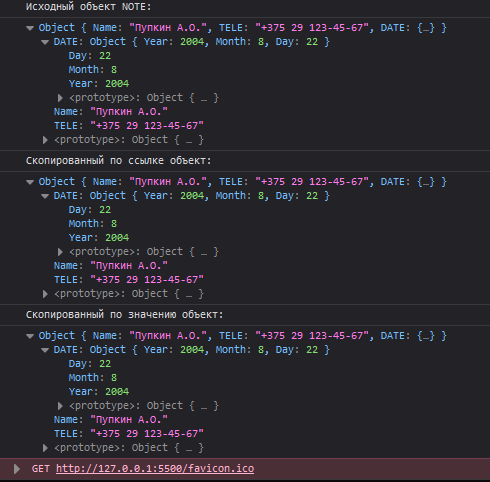 Исходный объект NOTE:
Object { Name: "Пупкин А.О.", TELE: "+375 29 123-45-67", DATE: {…} }
DATE: Object { Year: 2004, Month: 8, Day: 22 }
Day: 22
Month: 8
Year: 2004
<prototype>: Object { … }
Name: "Пупкин А.О."
TELE: "+375 29 123-45-67"
<prototype>: Object { … }
Скопированный по ссылке объект:
Object { Name: "Пупкин А.О.", TELE: "+375 29 123-45-67", DATE: {…} }
DATE: Object { Year: 2004, Month: 8, Day: 22 }
Day: 22
Month: 8
Year: 2004
<prototype>: Object { … }
Name: "Пупкин А.О."
TELE: "+375 29 123-45-67"
<prototype>: Object { … }
Скопированный по значению объект:
Object { Name: "Пупкин А.О.", TELE: "+375 29 123-45-67", DATE: {…} }
DATE: Object { Year: 2004, Month: 8, Day: 22 }
Day: 22
Month: 8
Year: 2004
<prototype>: Object { … }
Name: "Пупкин А.О."
TELE: "+375 29 123-45-67"
<prototype>: Object { … }
GET http://127.0.0.1:5500/favicon.ico